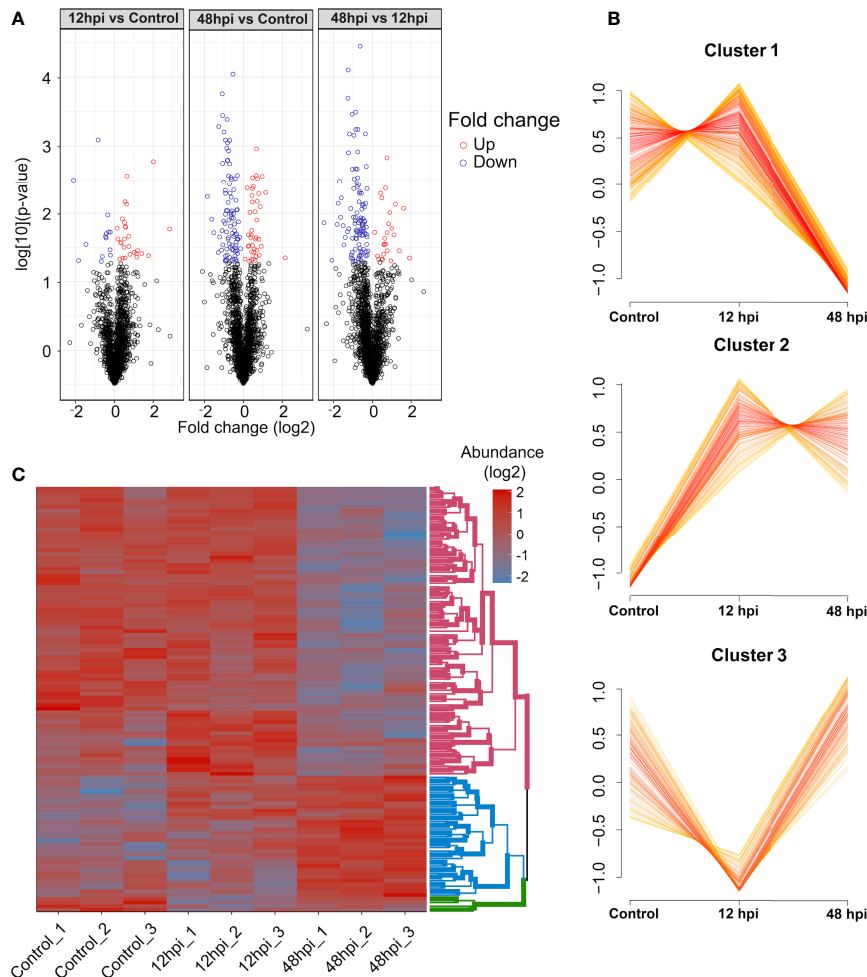 A
12hpi vs Control 48hpi vs Control 48hpi vs 12hpi
log[10](p-value)
4
3
2
1
0
-2 0 2 -2 0 2 -2 0 2
Fold change (log2)
Fold change
Up
Down
B
Cluster 1
1.0
0.5
0.0
−0.5
−1.0
Control 12 hpi 48 hpi
Cluster 2
1.0
0.5
0.0
−0.5
−1.0
Control 12 hpi 48 hpi
Cluster 3
1.0
0.5
0.0
−0.5
−1.0
Control 12 hpi 48 hpi
C
Abundance
(log2)
2
1
0
-1
-2
Control_1 Control_2 Control_3 12hpi_1 12hpi_2 12hpi_3 48hpi_1 48hpi_2 48hpi_3